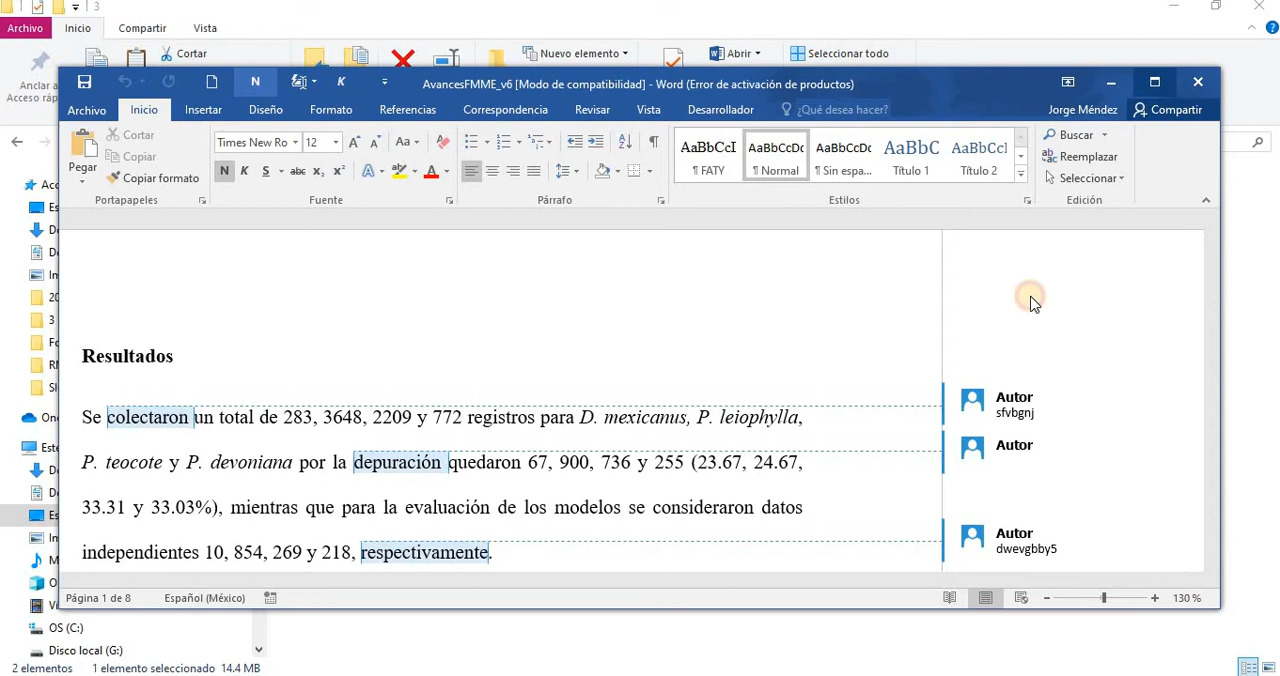 3
Archivo Inicio Compartir Vista
Cortar Nuevo elemento Abrir Seleccionar todo
Anclar a
Acceso ráp
AvancesFMME_v6 [Modo de compatibilidad] - Word (Error de activación de productos)
N K
Archivo Inicio Insertar Diseño Formato Referencias Correspondencia Revisar Vista Desarrollador ¿Qué desea hacer? Jorge Méndez Compartir
Pegar
Cortar
Copiar
Copiar formato
Portapapeles
Times New Ro 12
N K S abc x₂ x²
Fuente
Párrafo
AaBbCcI AaBbCcDc AaBbCcDc AaBbC AaBbCcI
¶ FATY ¶ Normal ¶ Sin espa... Título 1 Título 2
Estilos
Buscar
Reemplazar
Seleccionar
Edición
Resultados
Se colectaron un total de 283, 3648, 2209 y 772 registros para D. mexicanus, P. leiophylla,
P. teocote y P. devoniana por la depuración quedaron 67, 900, 736 y 255 (23.67, 24.67,
33.31 y 33.03%), mientras que para la evaluación de los modelos se consideraron datos
independientes 10, 854, 269 y 218, respectivamente.
Autor
sfvbgnj
Autor
Autor
dwevgbby5
Página 1 de 8 Español (México) 130 %
OS (C:)
Disco local (G:)
2 elementos 1 elemento seleccionado 14.4 MB